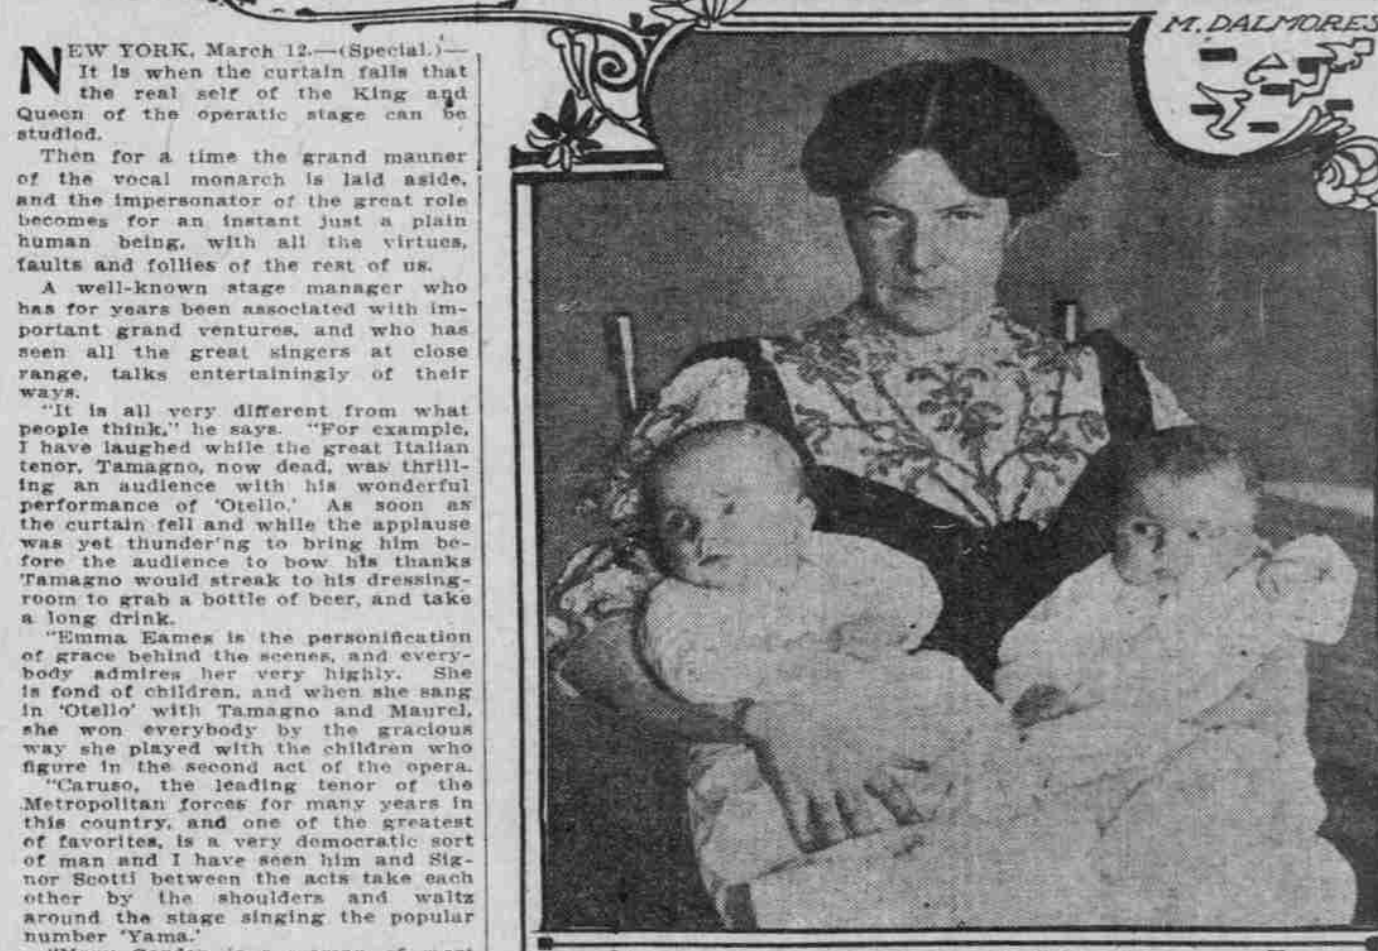 NEW YORK, March 12.—(Special.)—
It is when the curtain falls that
the real self of the King and
Queen of the operatic stage can be
studied.
Then for a time the grand manner
of the vocal monarch is laid aside,
and the impersonator of the great role
becomes for an instant just a plain
human being, with all the virtues,
faults and follies of the rest of us.
A well-known stage manager who
has for years been associated with im-
portant grand ventures, and who has
seen all the great singers at close
range, talks entertainingly of their
ways.
"It is all very different from what
people think," he says. "For example,
I have laughed while the great Italian
tenor, Tamagno, now dead, was thrill-
ing an audience with his wonderful
performance of 'Otello.' As soon as
the curtain fell and while the applause
was yet thunder'ng to bring him be-
fore the audience to bow his thanks
Tamagno would streak to his dressing-
room to grab a bottle of beer, and take
a long drink.
"Emma Eames is the personification
of grace behind the scenes, and every-
body admires her very highly. She
is fond of children, and when she sang
in 'Otello' with Tamagno and Maurel,
she won everybody by the gracious
way she played with the children who
figure in the second act of the opera.
"Caruso, the leading tenor of the
Metropolitan forces for many years in
this country, and one of the greatest
of favorites, is a very democratic sort
of man and I have seen him and Sig-
nor Scotti between the acts take each
other by the shoulders and waltz
around the stage singing the popular
number 'Yama.'
M. DALMORES